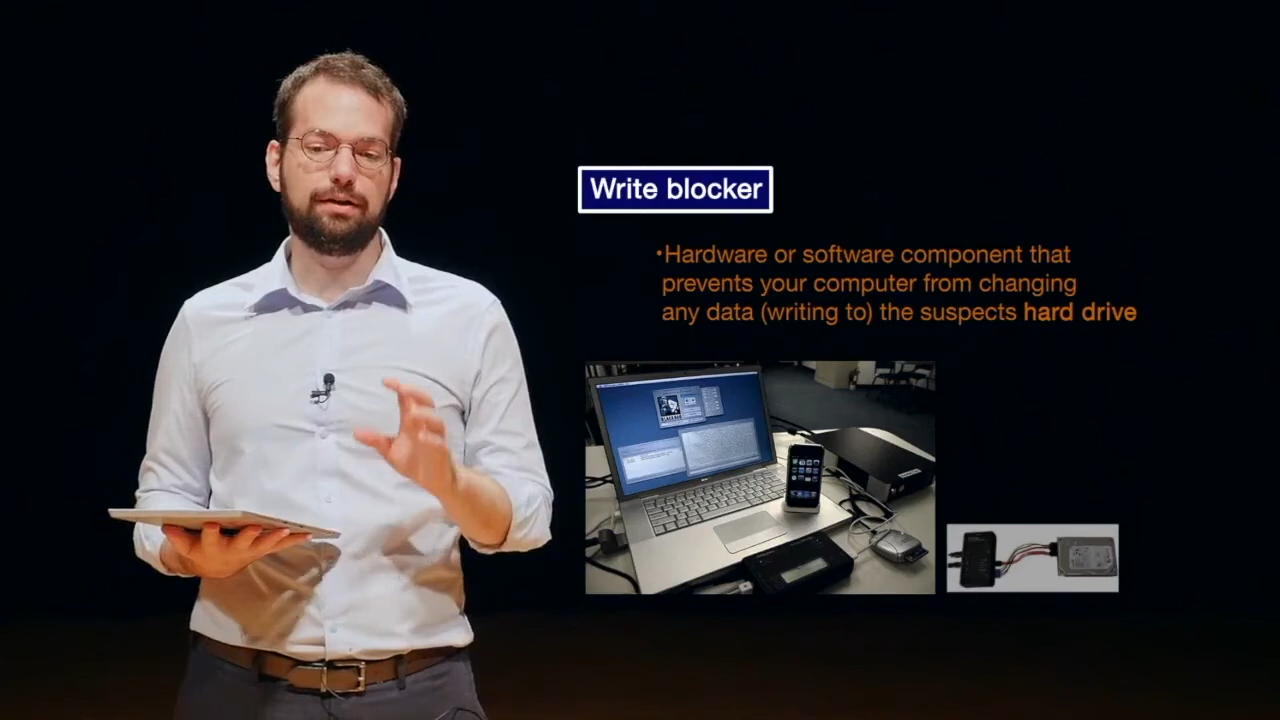 Write blocker
•Hardware or software component that
prevents your computer from changing
any data (writing to) the suspects hard drive